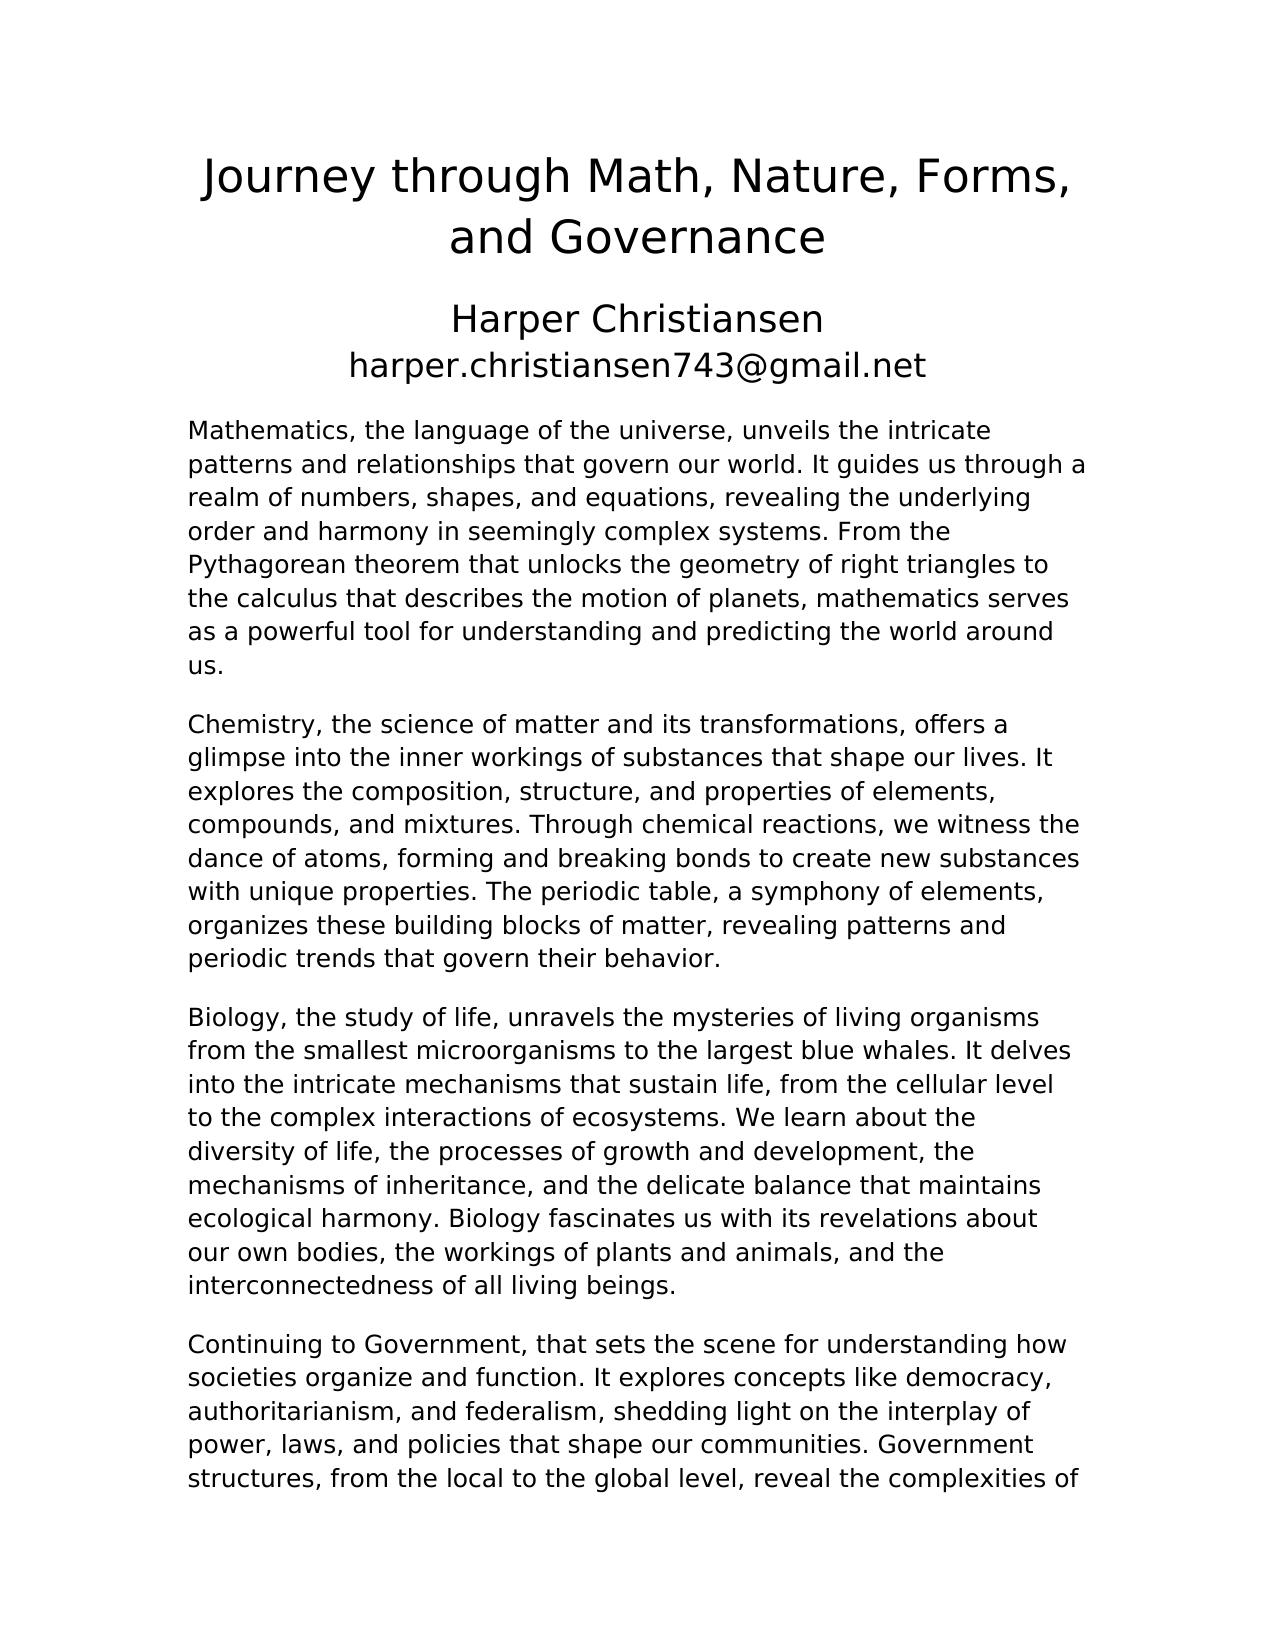 Journey through Math, Nature, Forms,
and Governance
Harper Christiansen
harper.christiansen743@gmail.net
Mathematics, the language of the universe, unveils the intricate
patterns and relationships that govern our world. It guides us through a
realm of numbers, shapes, and equations, revealing the underlying
order and harmony in seemingly complex systems. From the
Pythagorean theorem that unlocks the geometry of right triangles to
the calculus that describes the motion of planets, mathematics serves
as a powerful tool for understanding and predicting the world around
us.
Chemistry, the science of matter and its transformations, offers a
glimpse into the inner workings of substances that shape our lives. It
explores the composition, structure, and properties of elements,
compounds, and mixtures. Through chemical reactions, we witness the
dance of atoms, forming and breaking bonds to create new substances
with unique properties. The periodic table, a symphony of elements,
organizes these building blocks of matter, revealing patterns and
periodic trends that govern their behavior.
Biology, the study of life, unravels the mysteries of living organisms
from the smallest microorganisms to the largest blue whales. It delves
into the intricate mechanisms that sustain life, from the cellular level
to the complex interactions of ecosystems. We learn about the
diversity of life, the processes of growth and development, the
mechanisms of inheritance, and the delicate balance that maintains
ecological harmony. Biology fascinates us with its revelations about
our own bodies, the workings of plants and animals, and the
interconnectedness of all living beings.
Continuing to Government, that sets the scene for understanding how
societies organize and function. It explores concepts like democracy,
authoritarianism, and federalism, shedding light on the interplay of
power, laws, and policies that shape our communities. Government
structures, from the local to the global level, reveal the complexities of